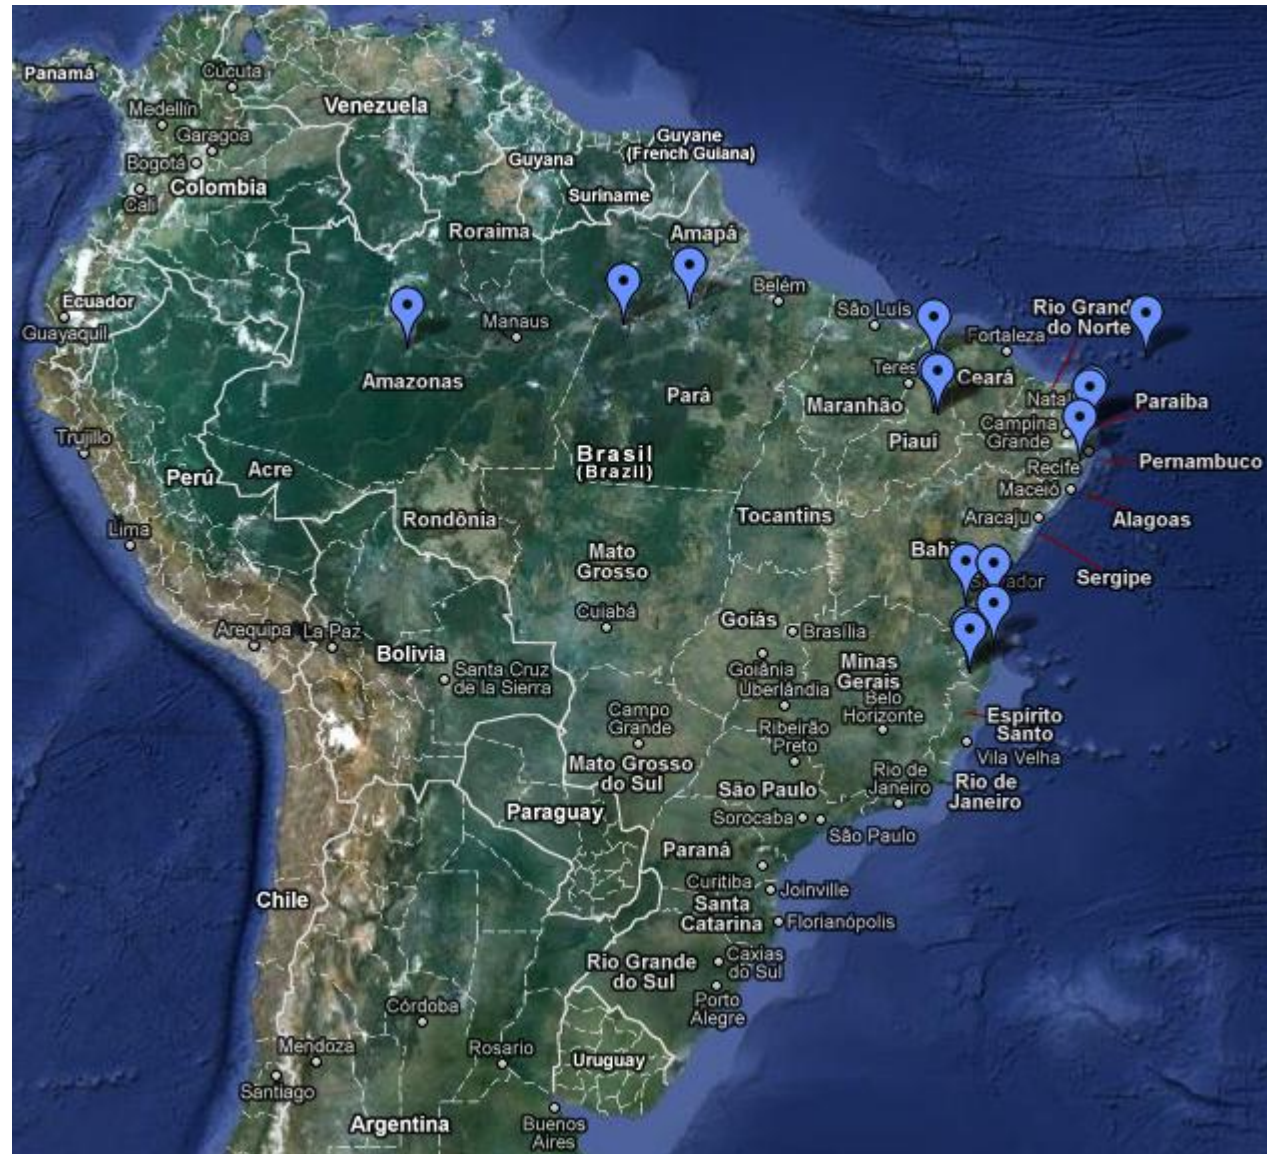 Panamá
Cúcuta
Venezuela
Medellín
Garagoa
Bogotá
Colombia
Cali
Guyane
(French Guiana)
Guyana
Suriname
Roraima
Amapá
Belém
Ecuador
Guayaquil
Manaus
São Luís
Fortaleza
Rio Grand
do Norte
Amazonas
Teres
Ceará
Pará
Maranhão
Natal
Paraíba
Campina
Grande
Trujillo
Piauí
Brasil
(Brazil)
Recife
Pernambuco
Perú
Acre
Maceió
Rondônia
Tocantins
Aracaju
Alagoas
Lima
Mato
Grosso
Bahi
Sergipe
Cuiabá
Goiás
Brasília
Arequipa
La Paz
Bolivia
Santa Cruz
de la Sierra
Goiânia
Minas
Gerais
Uberlândia
Belo
Horizonte
Campo
Grande
Ribeirão
Preto
Espírito
Santo
Vila Velha
Mato Grosso
do Sul
São Paulo
Rio de
Janeiro
Rio de
Janeiro
Paraguay
Sorocaba
São Paulo
Paraná
Curitiba
Joinville
Chile
Santa
Catarina
Florianópolis
Rio Grande
do Sul
Caxias
do Sul
Porto
Alegre
Córdoba
Mendoza
Rosario
Uruguay
Santiago
Argentina
Buenos
Aires